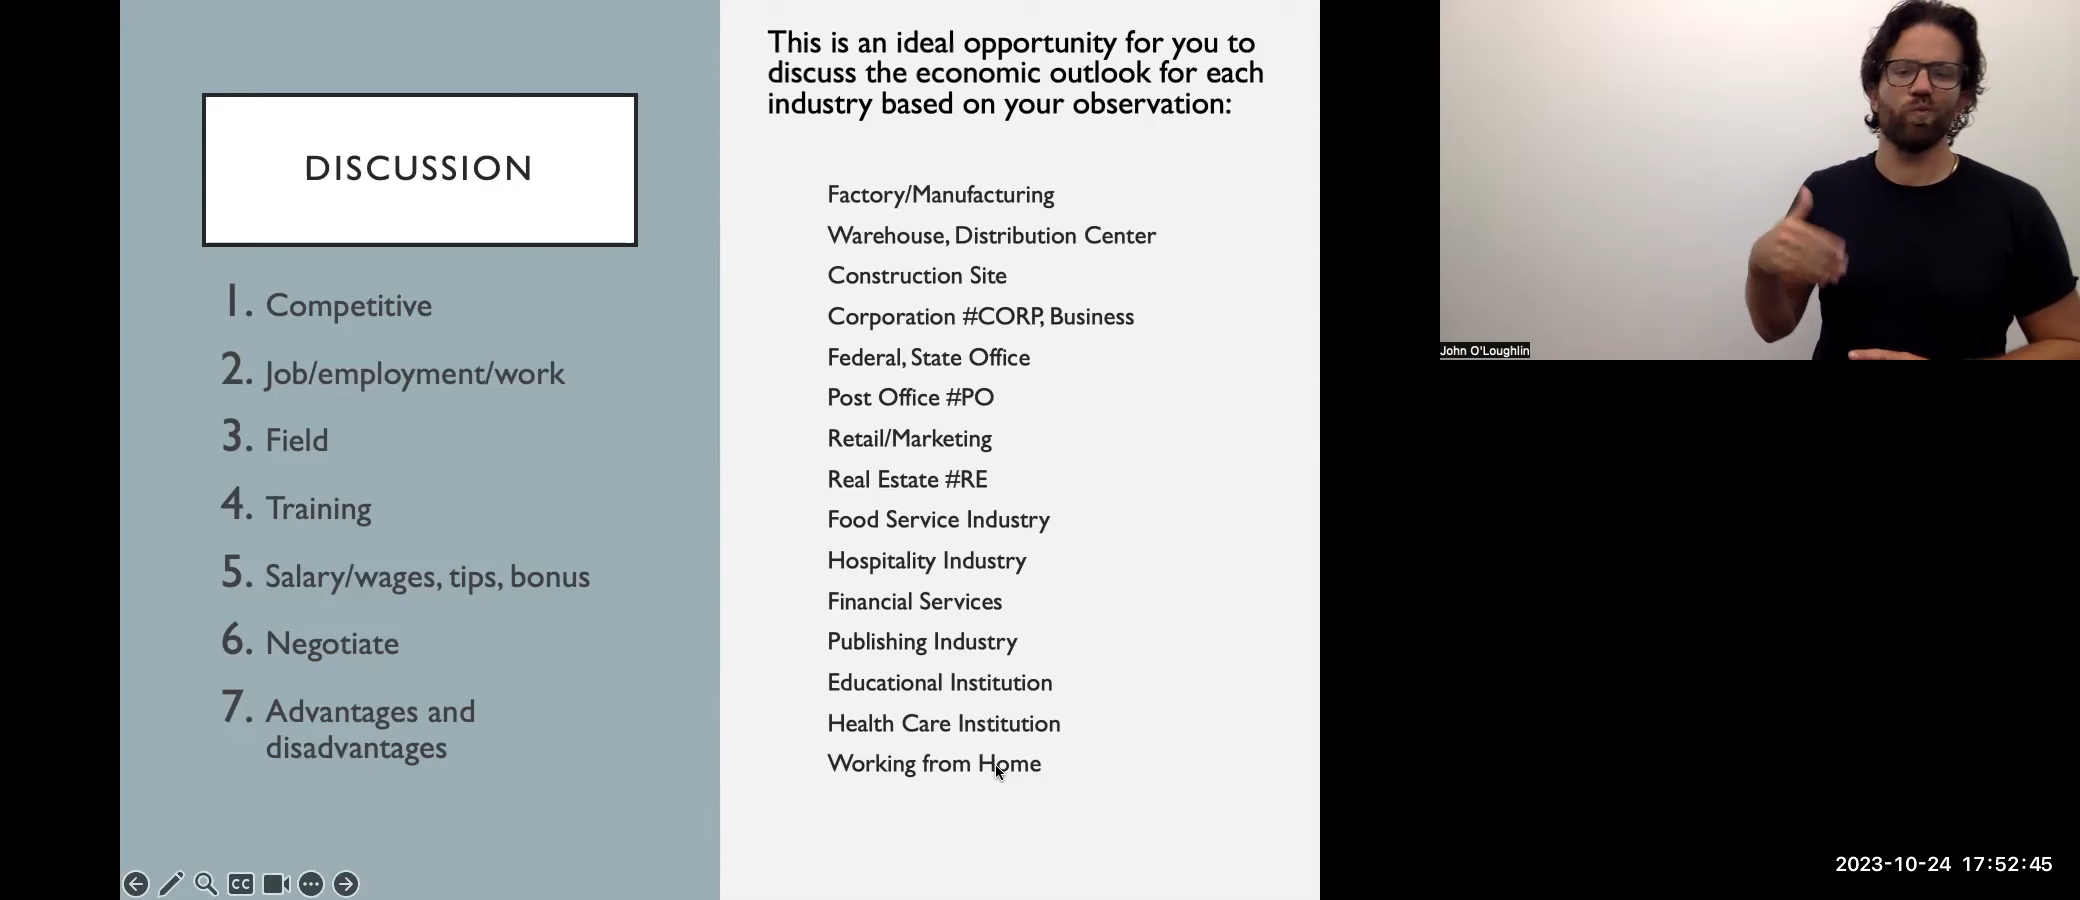 DISCUSSION
1. Competitive
2. Job/employment/work
3. Field
4. Training
5. Salary/wages, tips, bonus
6. Negotiate
7. Advantages and
disadvantages
This is an ideal opportunity for you to
discuss the economic outlook for each
industry based on your observation:
Factory/Manufacturing
Warehouse, Distribution Center
Construction Site
Corporation #CORP, Business
Federal, State Office
Post Office #PO
Retail/Marketing
Real Estate #RE
Food Service Industry
Hospitality Industry
Financial Services
Publishing Industry
Educational Institution
Health Care Institution
Working from Home
CC
John O'Loughlin
2023-10-24 17:52:45